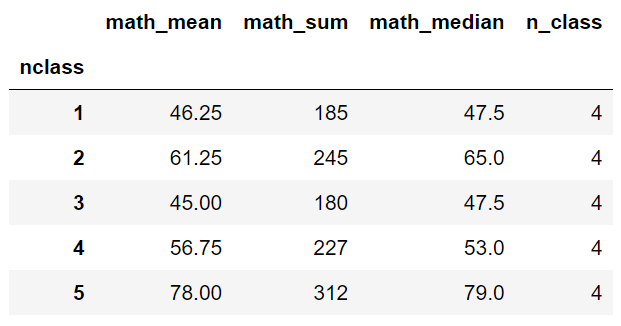 math_mean math_sum math_median n_class
nclass
1 46.25 185 47.5 4
2 61.25 245 65.0 4
3 45.00 180 47.5 4
4 56.75 227 53.0 4
5 78.00 312 79.0 4